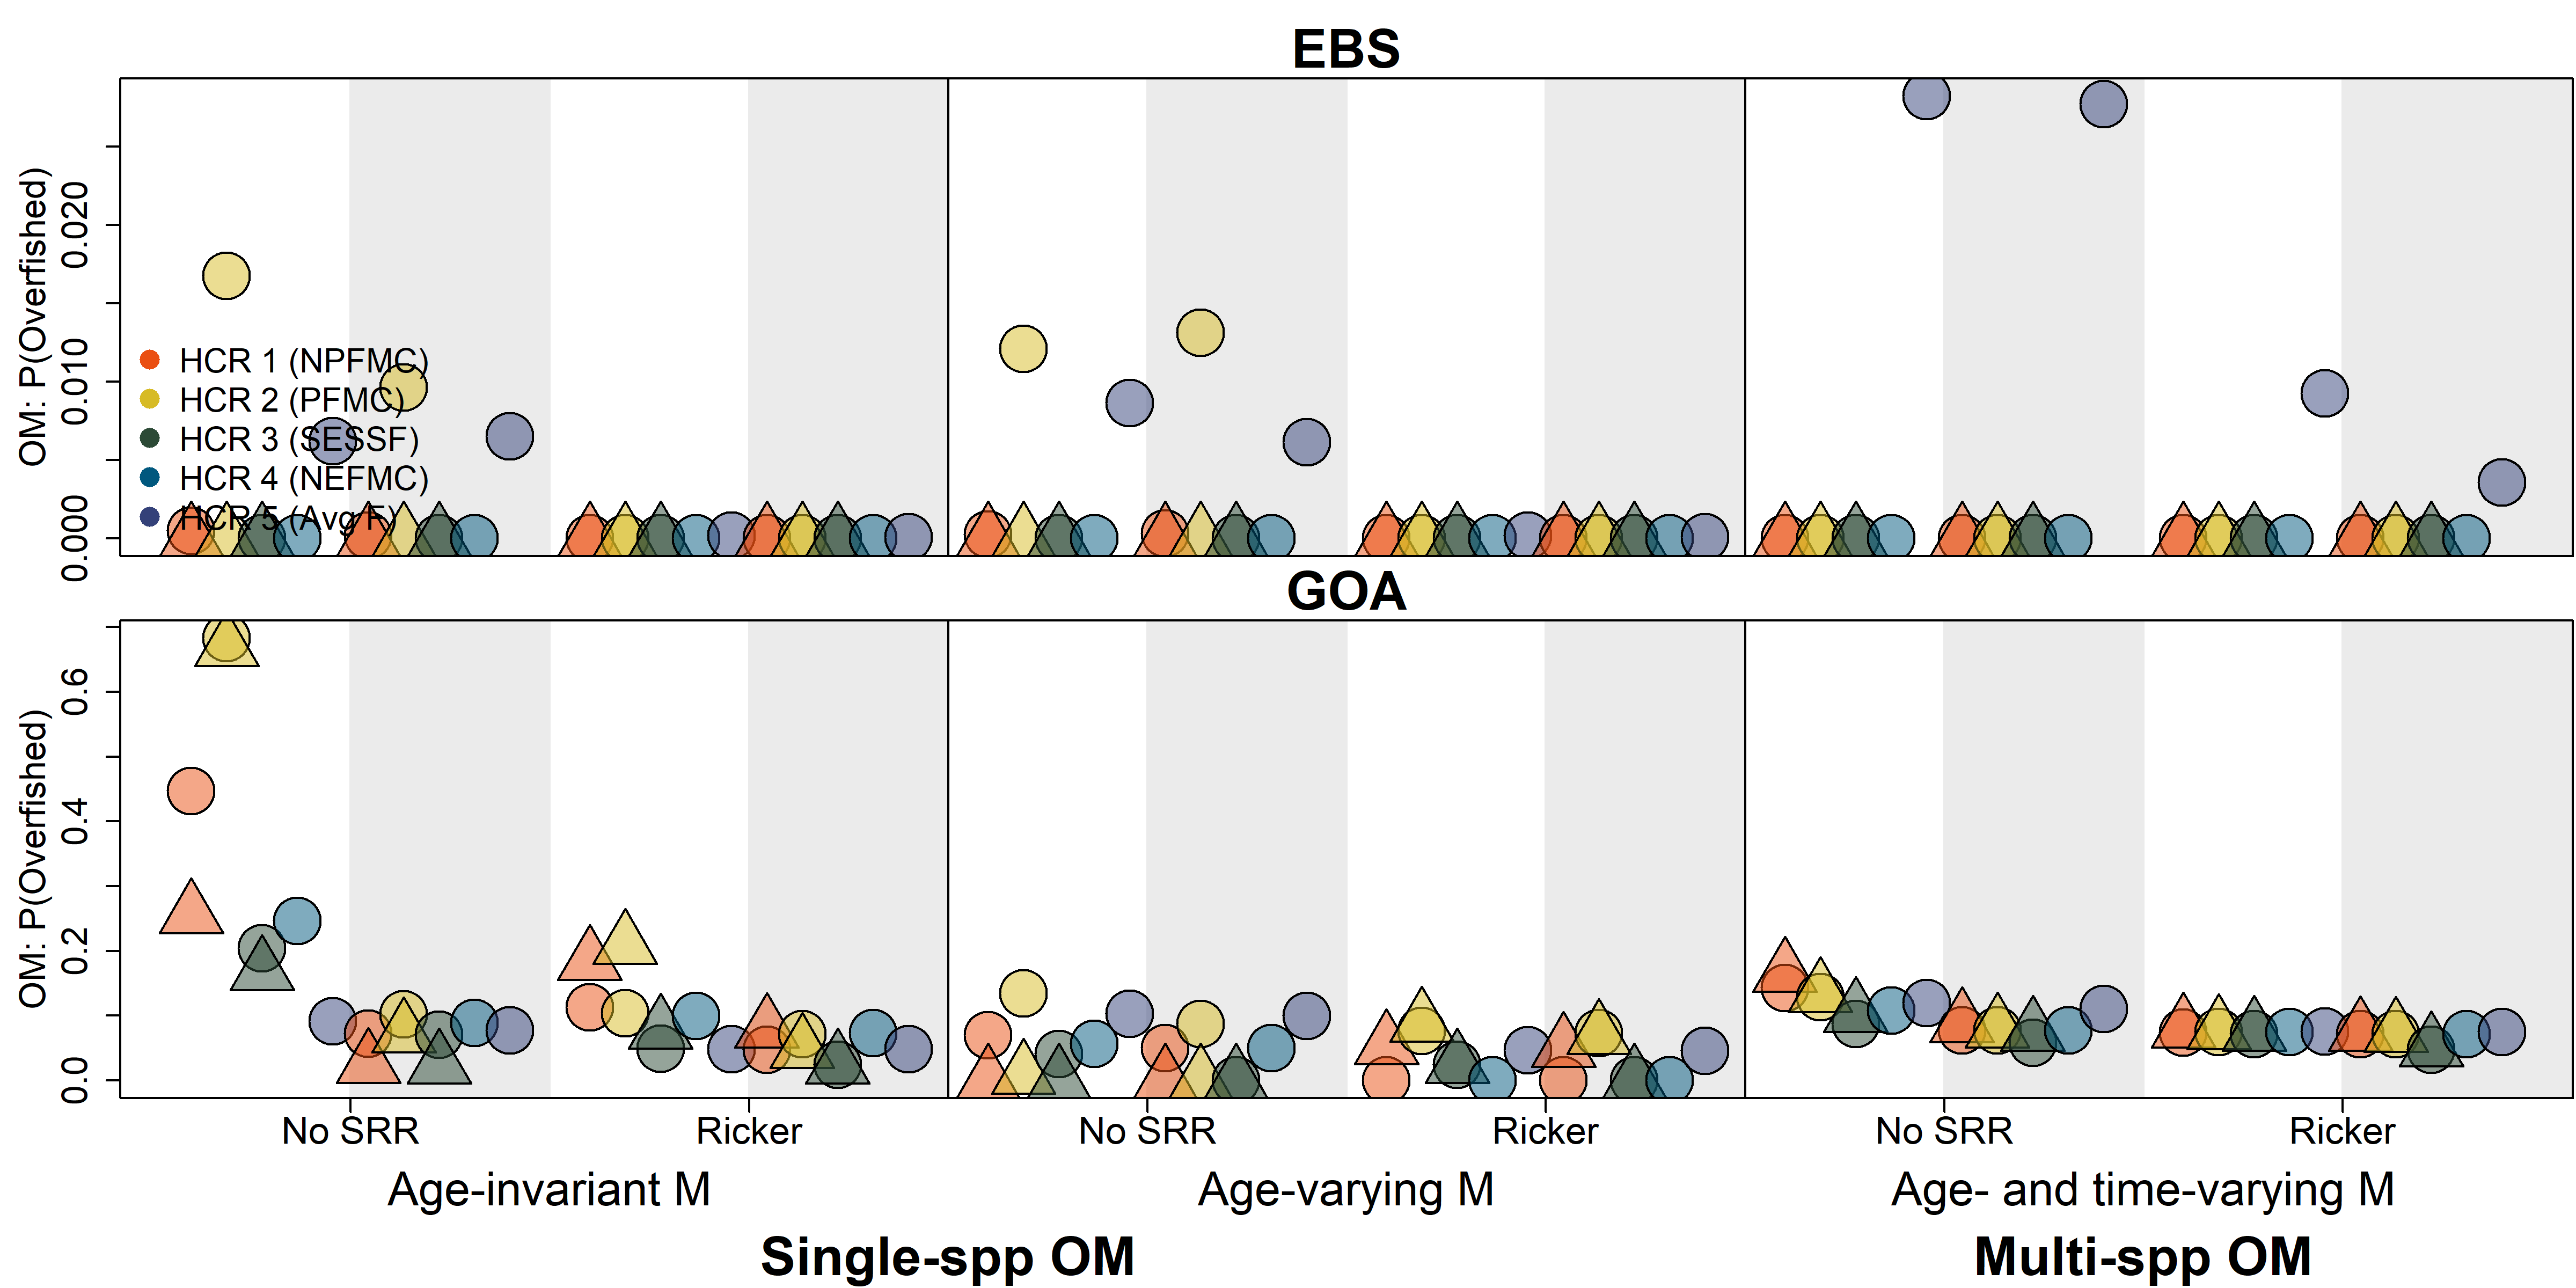 EBS
OM: P(Overfished)
0.020
0.010
0.000
HCR 1 (NPFMC)
HCR 2 (PFMC)
HCR 3 (SESSF)
HCR 4 (NEFMC)
HCR 5 (Avg F)
GOA
OM: P(Overfished)
0.6
0.4
0.2
0.0
No SRR Ricker No SRR Ricker No SRR Ricker
Age-invariant M Age-varying M Age- and time-varying M
Single-spp OM Multi-spp OM